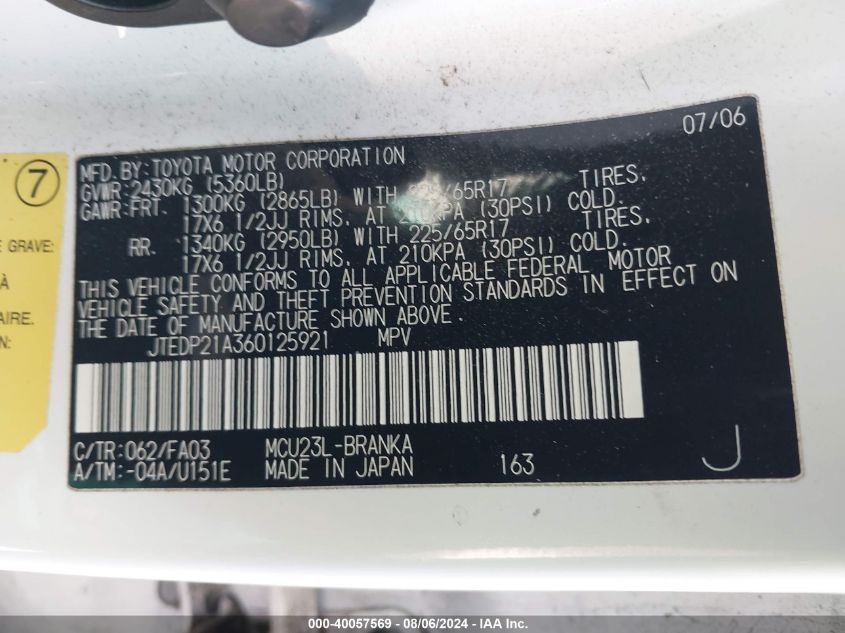 07/06
MFD.BY:TOYOTA MOTOR CORPORATION
GVWR:2430KG (5360LB)
GAWR:FRT. 1300KG (2865LB) WITH 225/65R17 TIRES,
17X6 1/2JJ RIMS, AT 210KPA (30PSI) COLD.
RR. 1340KG (2950LB) WITH 225/65R17 TIRES,
17X6 1/2JJ RIMS, AT 210KPA (30PSI) COLD.
THIS VEHICLE CONFORMS TO ALL APPLICABLE FEDERAL MOTOR
VEHICLE SAFETY AND THEFT PREVENTION STANDARDS IN EFFECT ON
THE DATE OF MANUFACTURE SHOWN ABOVE.
JTEDP21A360125921 MPV
C/TR:062/FA03 MCU23L-BRANKA
A/TM:-04A/U151E MADE IN JAPAN 163 J
7
GRAVE:
À
AIRE.
N:
000-40057569 - 08/06/2024 - IAA Inc.